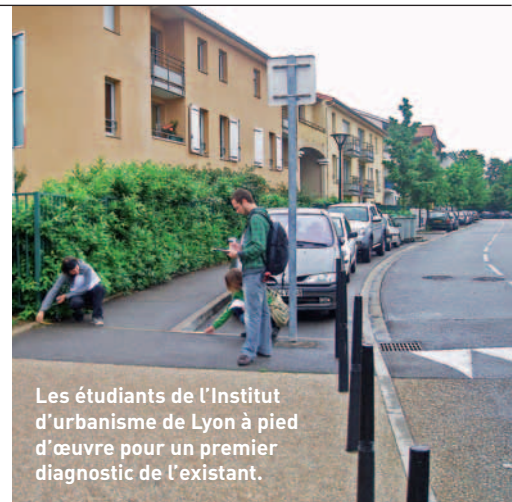 Les étudiants de l'Institut
d'urbanisme de Lyon à pied
d'œuvre pour un premier
diagnostic de l'existant.